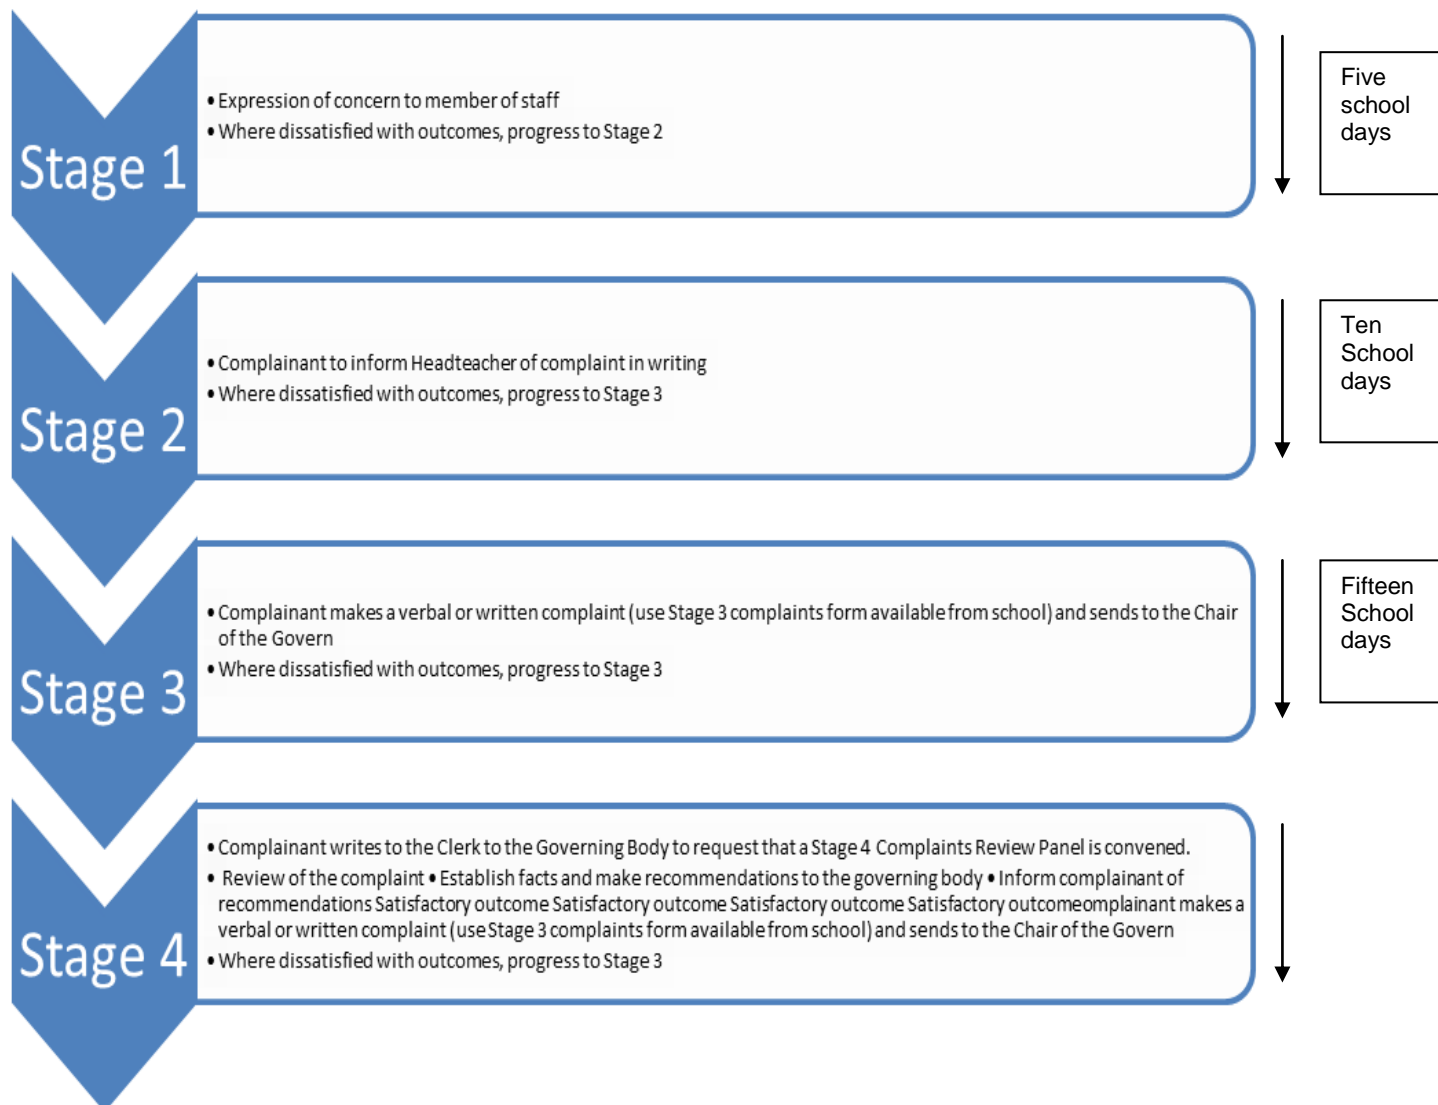 • Expression of concern to member of staff
• Where dissatisfied with outcomes, progress to Stage 2
Stage 1
Five
school
days
• Complainant to inform Headteacher of complaint in writing
• Where dissatisfied with outcomes, progress to Stage 3
Stage 2
Ten
School
days
• Complainant makes a verbal or written complaint (use Stage 3 complaints form available from school) and sends to the Chair
of the Govern
• Where dissatisfied with outcomes, progress to Stage 3
Stage 3
Fifteen
School
days
• Complainant writes to the Clerk to the Governing Body to request that a Stage 4 Complaints Review Panel is convened.
• Review of the complaint • Establish facts and make recommendations to the governing body • Inform complainant of
recommendations Satisfactory outcome Satisfactory outcome Satisfactory outcome Satisfactory outcomeomplainant makes a
verbal or written complaint (use Stage 3 complaints form available from school) and sends to the Chair of the Govern
• Where dissatisfied with outcomes, progress to Stage 3
Stage 4